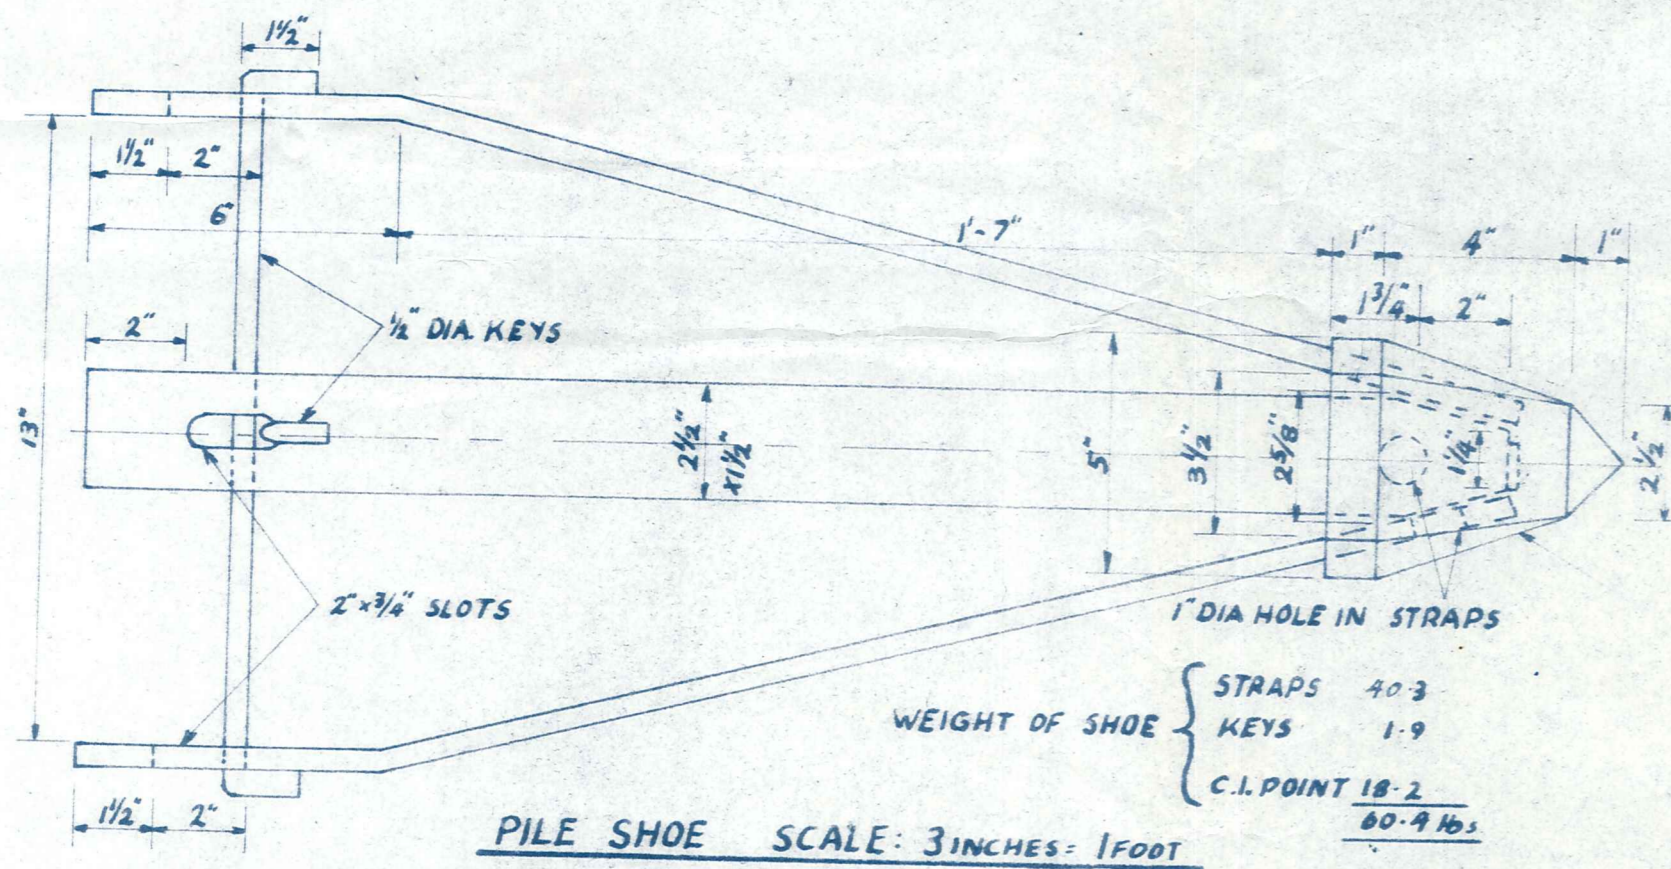 1½"
1½" 2"
6"
1'-7"
1" 4" 1"
1¾" 2"
2"
½" DIA. KEYS
13"
2½"
x1½"
5"
3½"
2⅝"
1¼"
2½"
2" x ¾" SLOTS
1" DIA HOLE IN STRAPS
WEIGHT OF SHOE
STRAPS 40.3
KEYS 1.9
C.I. POINT 18.2
60.4 lbs
1½" 2"
PILE SHOE SCALE: 3 INCHES = 1 FOOT